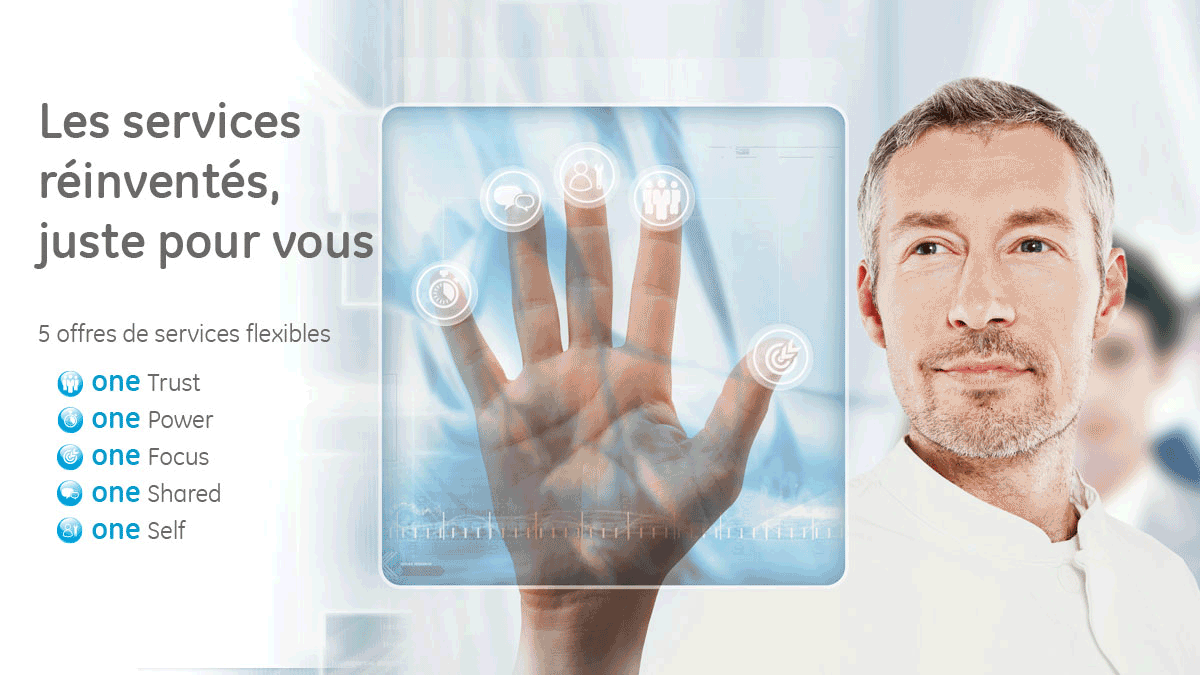 Les services
réinventés,
juste pour vous
5 offres de services flexibles
one Trust
one Power
one Focus
one Shared
one Self